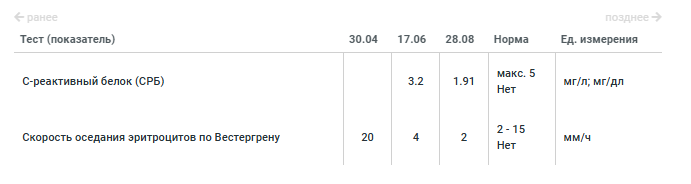 ранее
позднее
Тест (показатель) 30.04 17.06 28.08 Норма Ед. измерения
С-реактивный белок (СРБ) 3.2 1.91 макс. 5 Нет мг/л; мг/дл
Скорость оседания эритроцитов по Вестергрену 20 4 2 2 - 15 Нет мм/ч